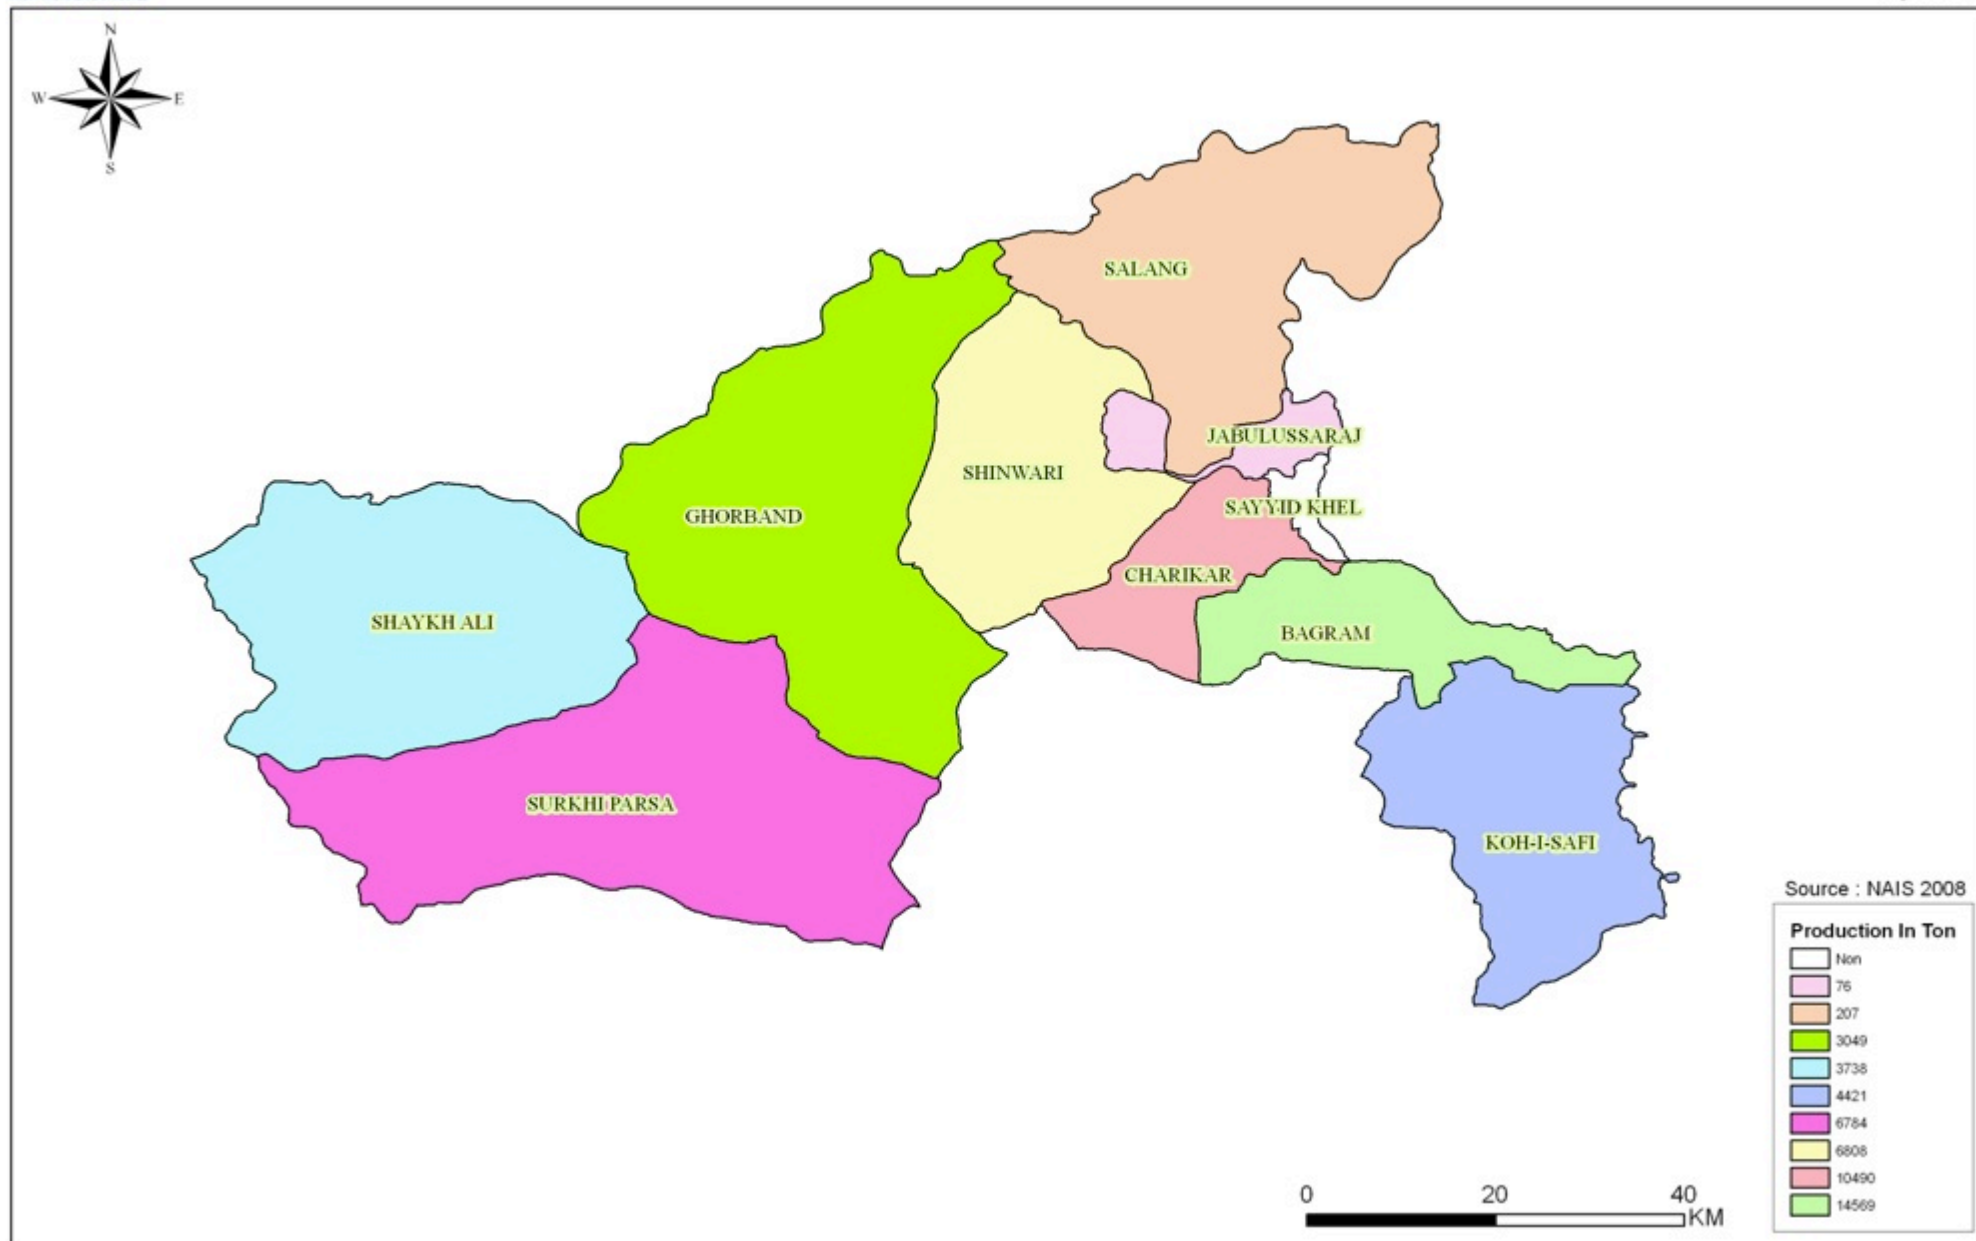 N
W E
S
SALANG
JABULUSSARAJ
SHINWARI
SAYYID KHEL
GHORBAND
CHARIKAR
SHAYKH ALI
BAGRAM
SURKHI PARSA
KOH-I-SAFI
Source : NAIS 2008
Production In Ton
Non
76
207
3049
3738
4421
6784
6808
10490
14569
0 20 40
KM